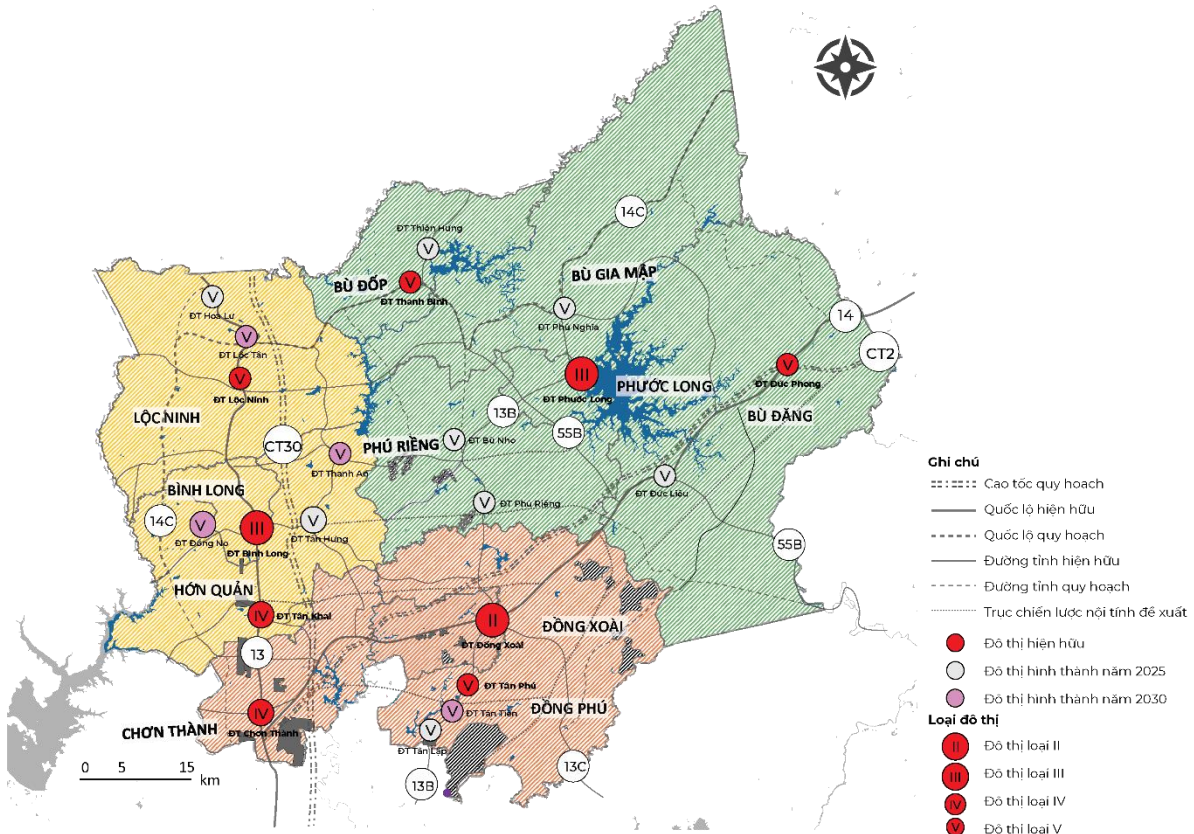 14C
ĐT Thiện Hưng
V
BÙ GIA MẬP
BÙ ĐỐP
V
ĐT Thanh Bình
V
ĐT Hoa Lư
V
ĐT Phú Nghĩa
14
V
ĐT Lộc Tấn
CT2
V
ĐT Lộc Ninh
III
ĐT Phước Long
PHƯỚC LONG
V
ĐT Đức Phong
LỘC NINH
13B
55B
BÙ ĐĂNG
CT30
PHÚ RIỀNG
V
ĐT Bù Nho
V
ĐT Thanh An
V
ĐT Đức Liễu
BÌNH LONG
V
ĐT Phú Riềng
14C
V
ĐT Đồng Nơ
III
ĐT Bình Long
V
ĐT Tân Hưng
55B
HỚN QUẢN
IV
ĐT Tân Khai
II
ĐT Đồng Xoài
ĐỒNG XOÀI
13
V
ĐT Tân Phú
V
ĐT Tân Tiến
ĐỒNG PHÚ
IV
ĐT Chơn Thành
CHƠN THÀNH
V
ĐT Tân Lập
13B
13C
0 5 15
km
Ghi chú
Cao tốc quy hoạch
Quốc lộ hiện hữu
Quốc lộ quy hoạch
Đường tỉnh hiện hữu
Đường tỉnh quy hoạch
Trục chiến lược nội tỉnh đề xuất
Đô thị hiện hữu
Đô thị hình thành năm 2025
Đô thị hình thành năm 2030
Loại đô thị
II Đô thị loại II
III Đô thị loại III
IV Đô thị loại IV
V Đô thị loại V